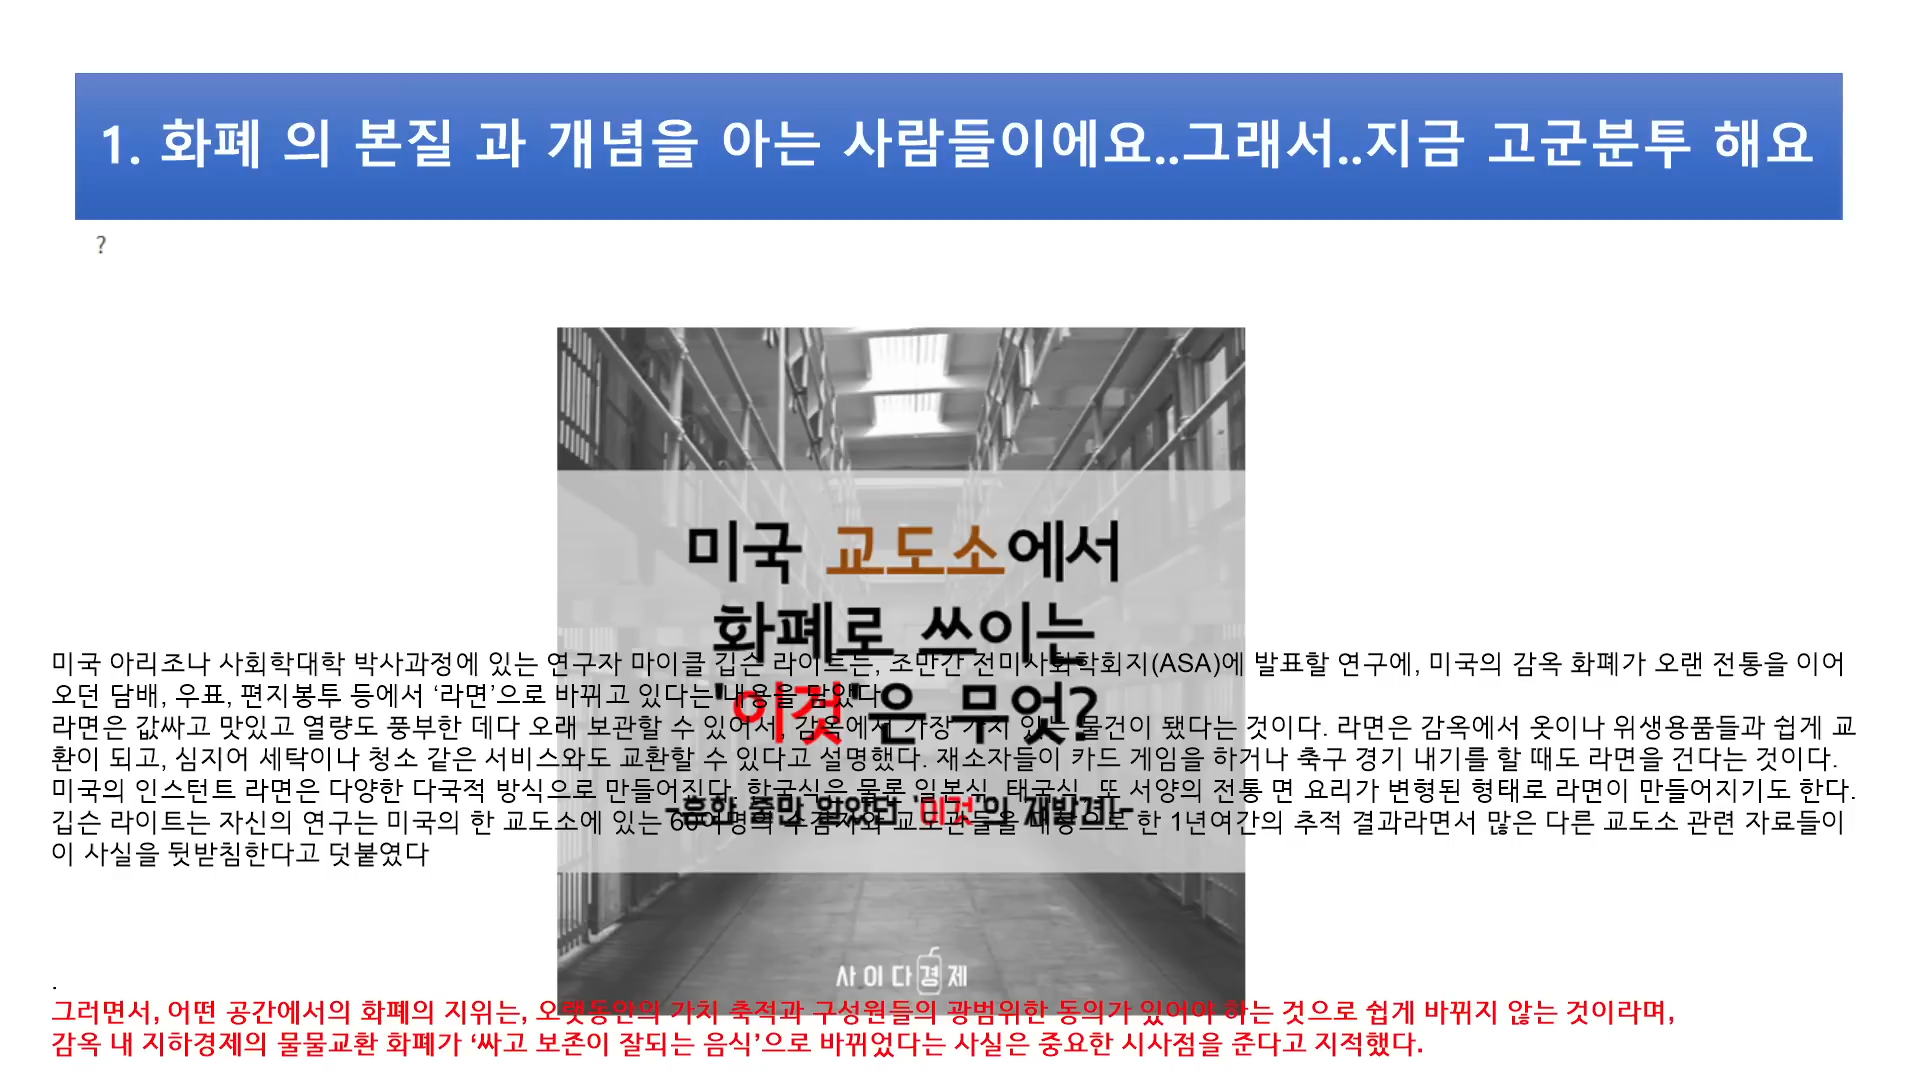 1. 화폐 의 본질 과 개념을 아는 사람들이에요..그래서..지금 고군분투 해요
?
미국 교도소에서
화폐로 쓰이는
'이것'은 무엇?
-흔한 줄만 알았던 '이것'의 재발견!-
미국 아리조나 사회학대학 박사과정에 있는 연구자 마이클 깁슨 라이트는, 조만간 전미사회학회지(ASA)에 발표할 연구에, 미국의 감옥 화폐가 오랜 전통을 이어
오던 담배, 우표, 편지봉투 등에서 ‘라면’으로 바뀌고 있다는 내용을 담았다
라면은 값싸고 맛있고 열량도 풍부한 데다 오래 보관할 수 있어서, 감옥에서 가장 가치 있는 물건이 됐다는 것이다. 라면은 감옥에서 옷이나 위생용품들과 쉽게 교
환이 되고, 심지어 세탁이나 청소 같은 서비스와도 교환할 수 있다고 설명했다. 재소자들이 카드 게임을 하거나 축구 경기 내기를 할 때도 라면을 건다는 것이다.
미국의 인스턴트 라면은 다양한 다국적 방식으로 만들어진다. 한국식은 물론 일본식, 태국식, 또 서양의 전통 면 요리가 변형된 형태로 라면이 만들어지기도 한다.
깁슨 라이트는 자신의 연구는 미국의 한 교도소에 있는 60여명의 수감자와 교도관들을 대상으로 한 1년여간의 추적 결과라면서 많은 다른 교도소 관련 자료들이
이 사실을 뒷받침한다고 덧붙였다
사이다경제
.
그러면서, 어떤 공간에서의 화폐의 지위는, 오랫동안의 가치 축적과 구성원들의 광범위한 동의가 있어야 하는 것으로 쉽게 바뀌지 않는 것이라며,
감옥 내 지하경제의 물물교환 화폐가 ‘싸고 보존이 잘되는 음식’으로 바뀌었다는 사실은 중요한 시사점을 준다고 지적했다.